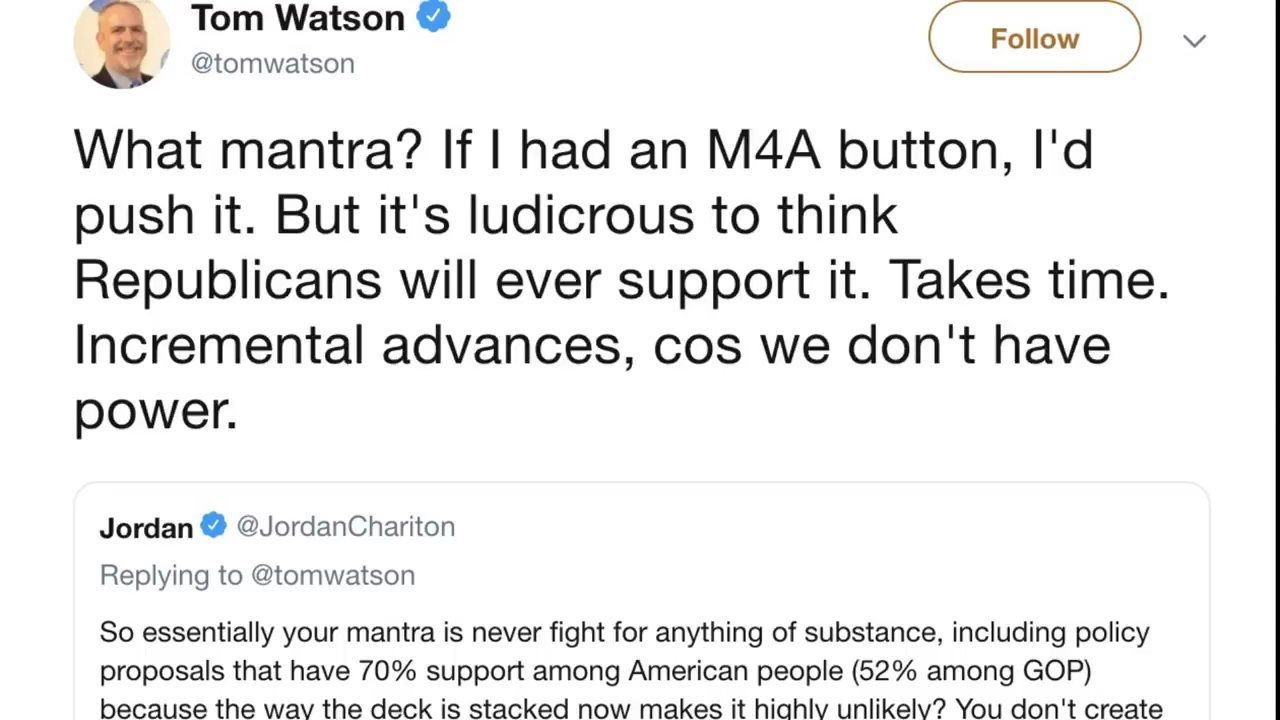 Tom Watson
@tomwatson
Follow
What mantra? If I had an M4A button, I'd
push it. But it's ludicrous to think
Republicans will ever support it. Takes time.
Incremental advances, cos we don't have
power.
Jordan @JordanChariton
Replying to @tomwatson
So essentially your mantra is never fight for anything of substance, including policy
proposals that have 70% support among American people (52% among GOP)
because the way the deck is stacked now makes it highly unlikely? You don't create